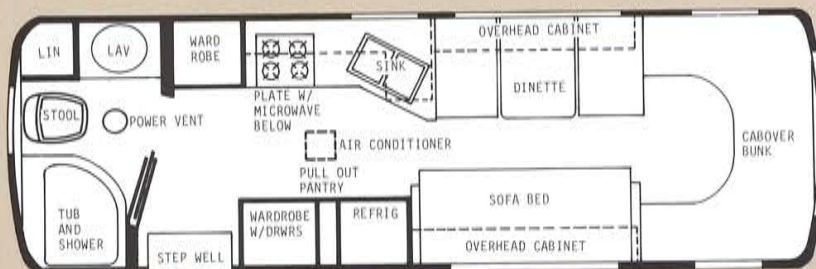 LIN
LAV
WARD
ROBE
SINK
OVERHEAD CABINET
DINETTE
STOOL
POWER VENT
PLATE W/
MICROWAVE
BELOW
AIR CONDITIONER
CABOVER
BUNK
PULL OUT
PANTRY
TUB
AND
SHOWER
STEP WELL
WARDROBE
W/DRWRS
REFRIG
SOFA BED
OVERHEAD CABINET